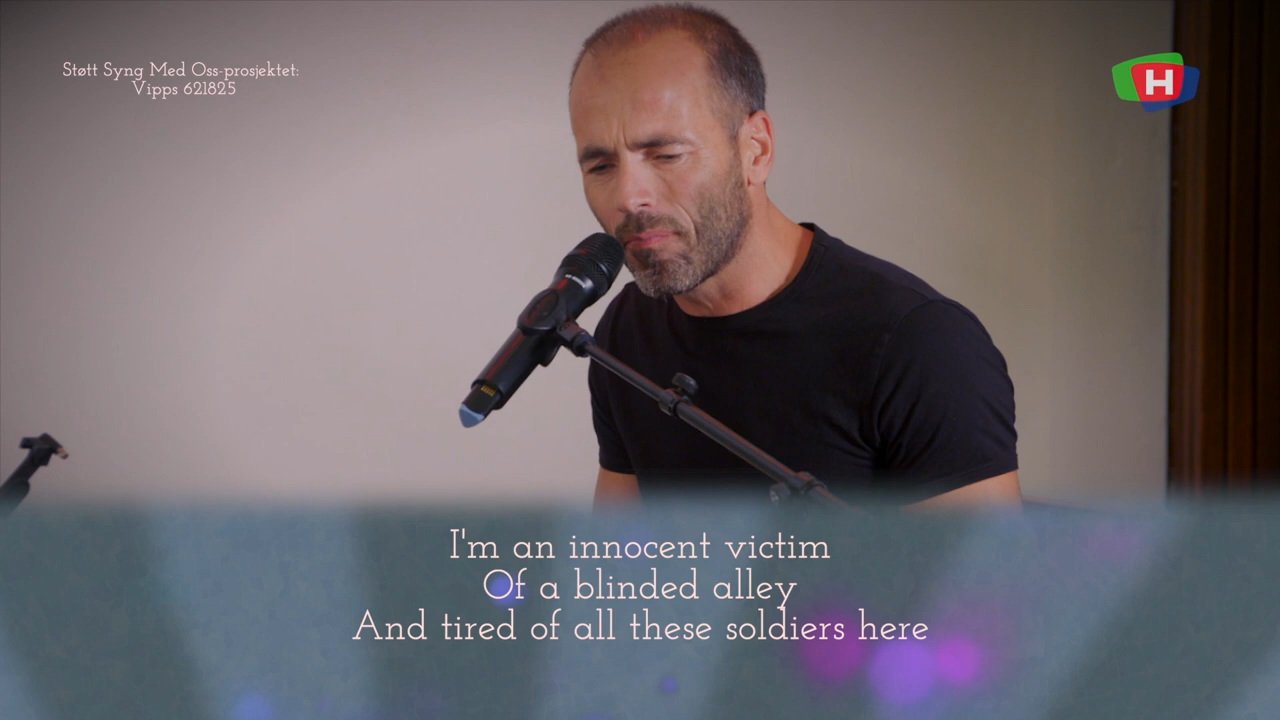 Støtt Syng Med Oss-prosjektet:
Vipps 621825
H
I'm an innocent victim
Of a blinded alley
And tired of all these soldiers here